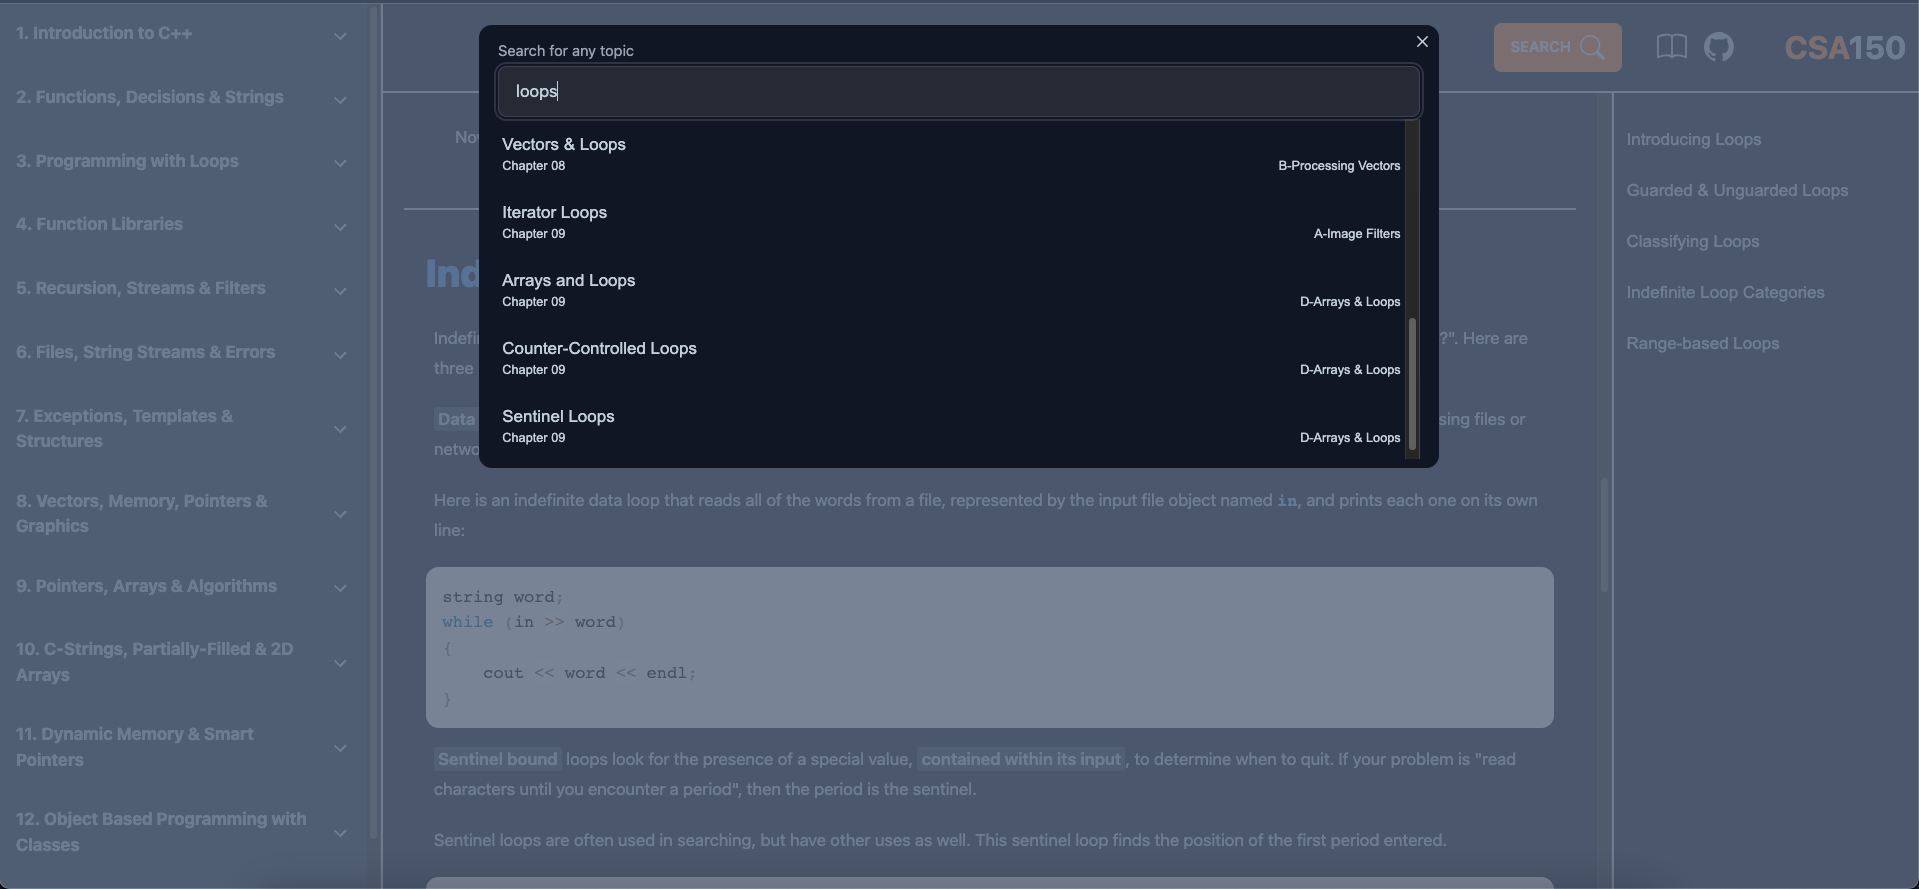 1. Introduction to C++
2. Functions, Decisions & Strings
3. Programming with Loops
4. Function Libraries
5. Recursion, Streams & Filters
6. Files, String Streams & Errors
7. Exceptions, Templates &
Structures
8. Vectors, Memory, Pointers &
Graphics
9. Pointers, Arrays & Algorithms
10. C-Strings, Partially-Filled & 2D
Arrays
11. Dynamic Memory & Smart
Pointers
12. Object Based Programming with
Classes
Search for any topic
loops
Vectors & Loops
Chapter 08 B-Processing Vectors
Iterator Loops
Chapter 09 A-Image Filters
Arrays and Loops
Chapter 09 D-Arrays & Loops
Counter-Controlled Loops
Chapter 09 D-Arrays & Loops
Sentinel Loops
Chapter 09 D-Arrays & Loops
SEARCH
CSA150
?". Here are
three
Data sing files or
Here is an indefinite data loop that reads all of the words from a file, represented by the input file object named in, and prints each one on its own
line:
string word;
while (in >> word)
{
cout << word << endl;
}
Sentinel bound loops look for the presence of a special value, contained within its input, to determine when to quit. If your problem is "read
characters until you encounter a period", then the period is the sentinel.
Sentinel loops are often used in searching, but have other uses as well. This sentinel loop finds the position of the first period entered.
Introducing Loops
Guarded & Unguarded Loops
Classifying Loops
Indefinite Loop Categories
Range-based Loops